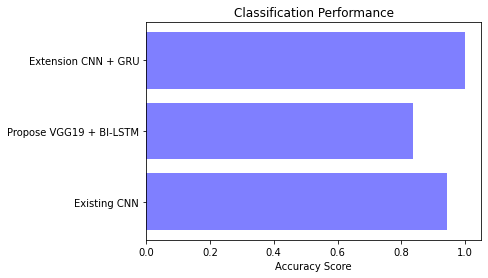 Classification Performance
Extension CNN + GRU
Propose VGG19 + BI-LSTM
Existing CNN
0.0 0.2 0.4 0.6 0.8 1.0
Accuracy Score